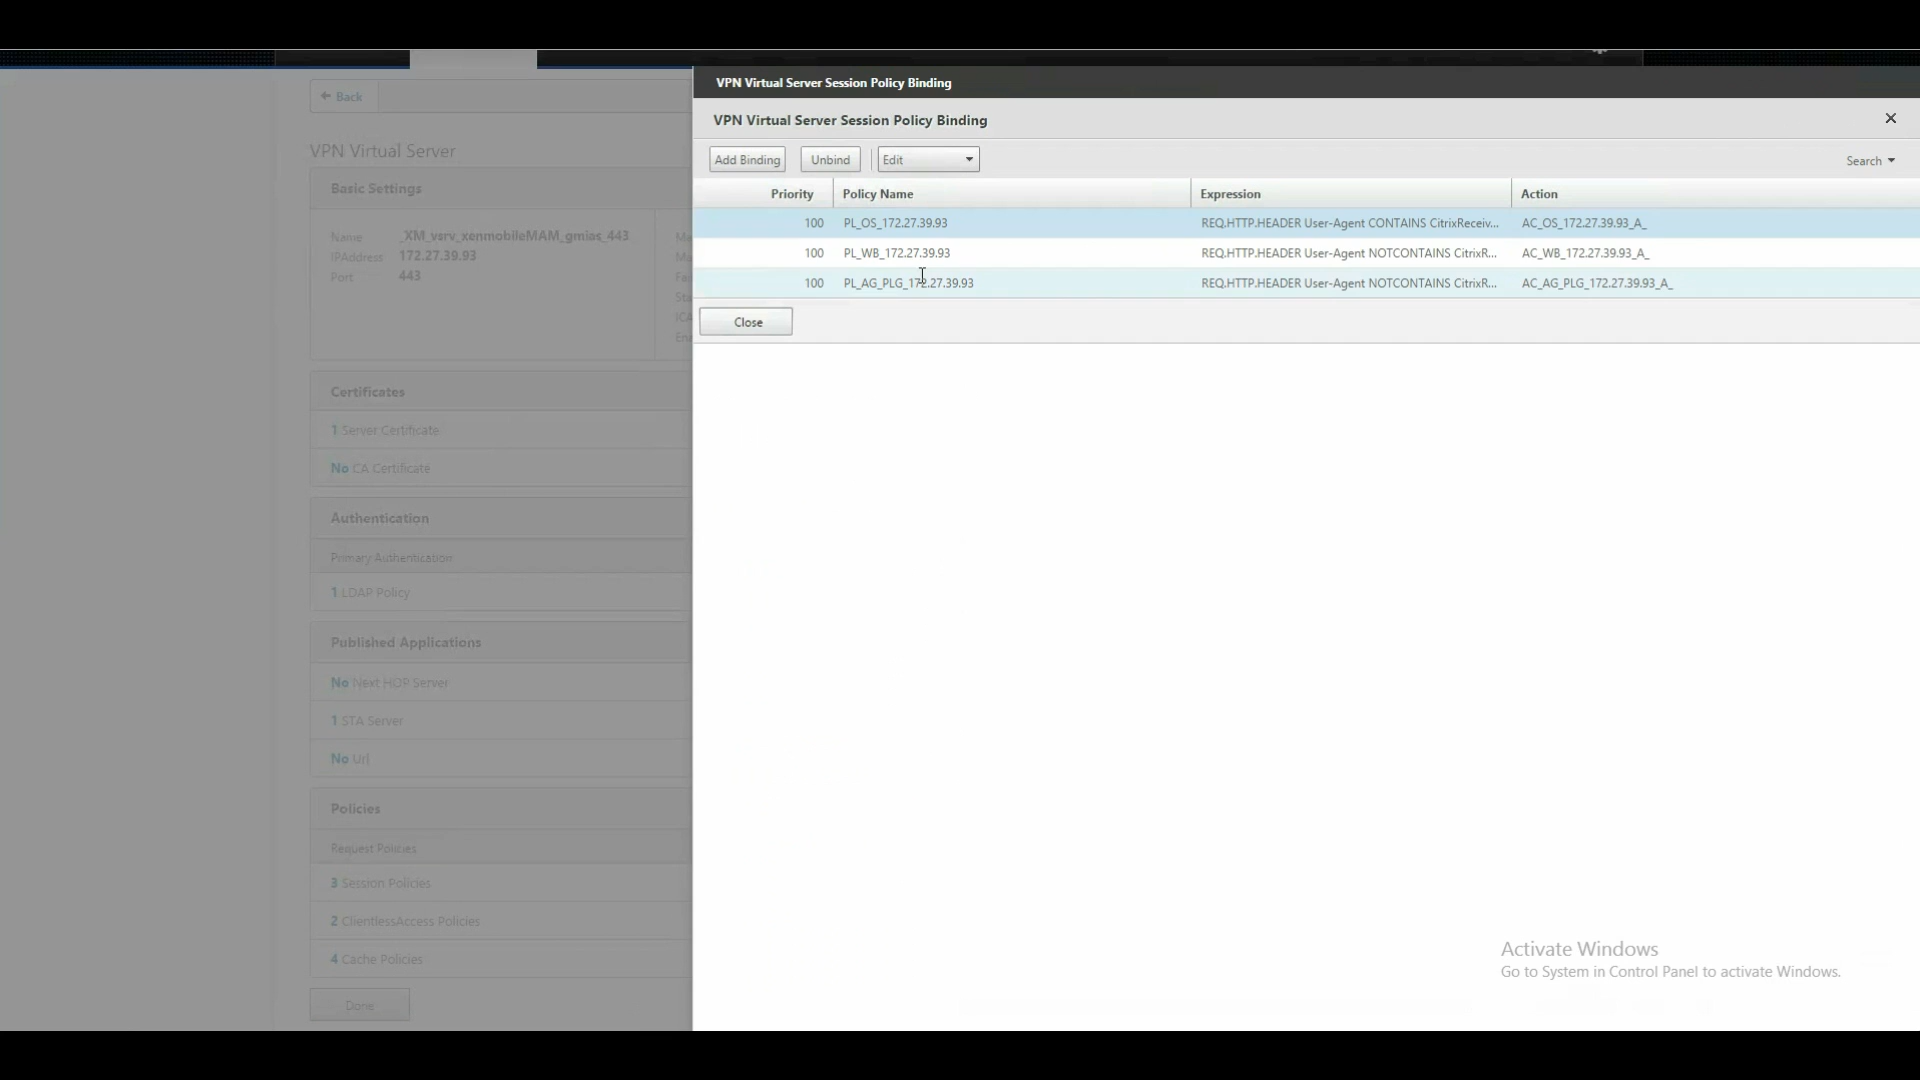 VPN Virtual Server Session Policy Binding
Back
VPN Virtual Server Session Policy Binding
VPN Virtual Server
Add Binding Unbind Edit Search
Basic Settings
Priority Policy Name Expression Action
100 PL_OS_172.27.39.93 REQ.HTTP.HEADER User-Agent CONTAINS CitrixReceiv... AC_OS_172.27.39.93_A_
100 PL_WB_172.27.39.93 REQ.HTTP.HEADER User-Agent NOTCONTAINS CitrixR... AC_WB_172.27.39.93_A_
100 PL_AG_PLG_172.27.39.93 REQ.HTTP.HEADER User-Agent NOTCONTAINS CitrixR... AC_AG_PLG_172.27.39.93_A_
Close
Name _XM_vsrv_xenmobileMAM_gmias_443
IPAddress 172.27.39.93
Port 443
Certificates
1 Server Certificate
No CA Certificate
Authentication
Primary Authentication
1 LDAP Policy
Published Applications
No Next HOP Server
1 STA Server
No Url
Policies
Request Policies
3 Session Policies
2 ClientlessAccess Policies
4 Cache Policies
Done
Activate Windows
Go to System in Control Panel to activate Windows.